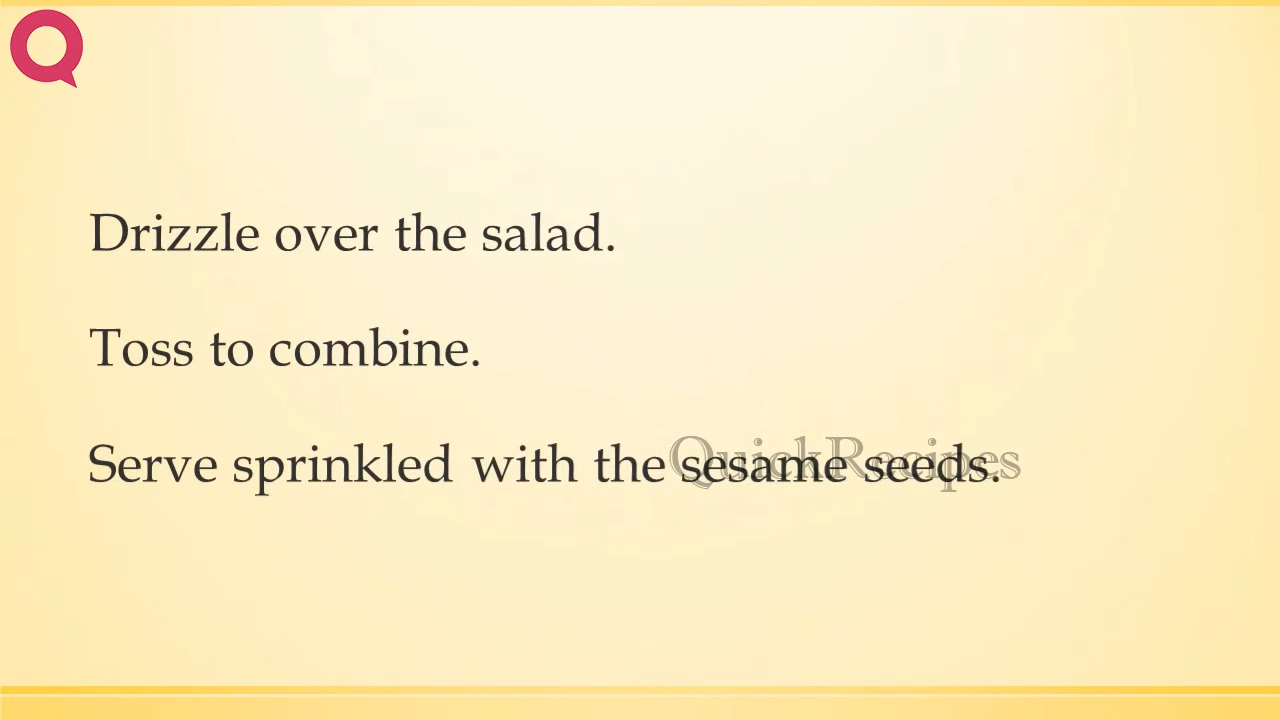 Drizzle over the salad.
Toss to combine.
Serve sprinkled with the sesame seeds.
QuickRecipes